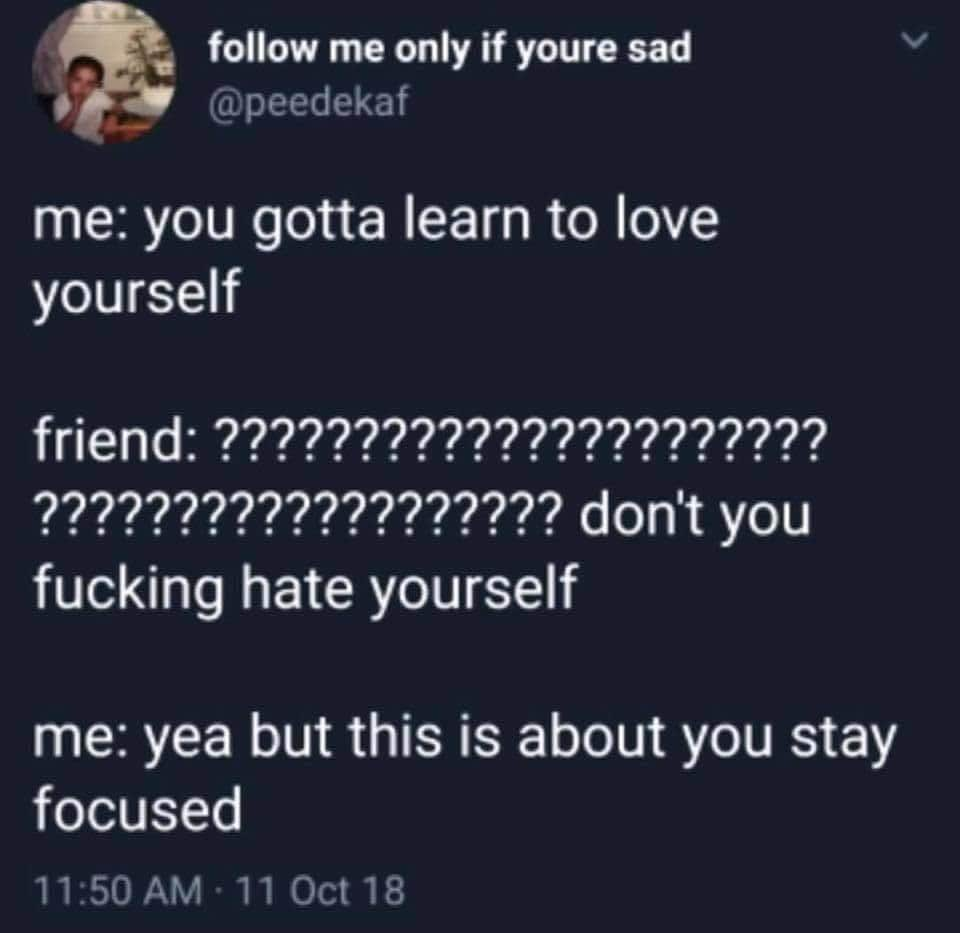 follow me only if youre sad
@peedekaf
me: you gotta learn to love
yourself
friend: ??????????????????????
??????????????????? don't you
fucking hate yourself
me: yea but this is about you stay
focused
11:50 AM · 11 Oct 18